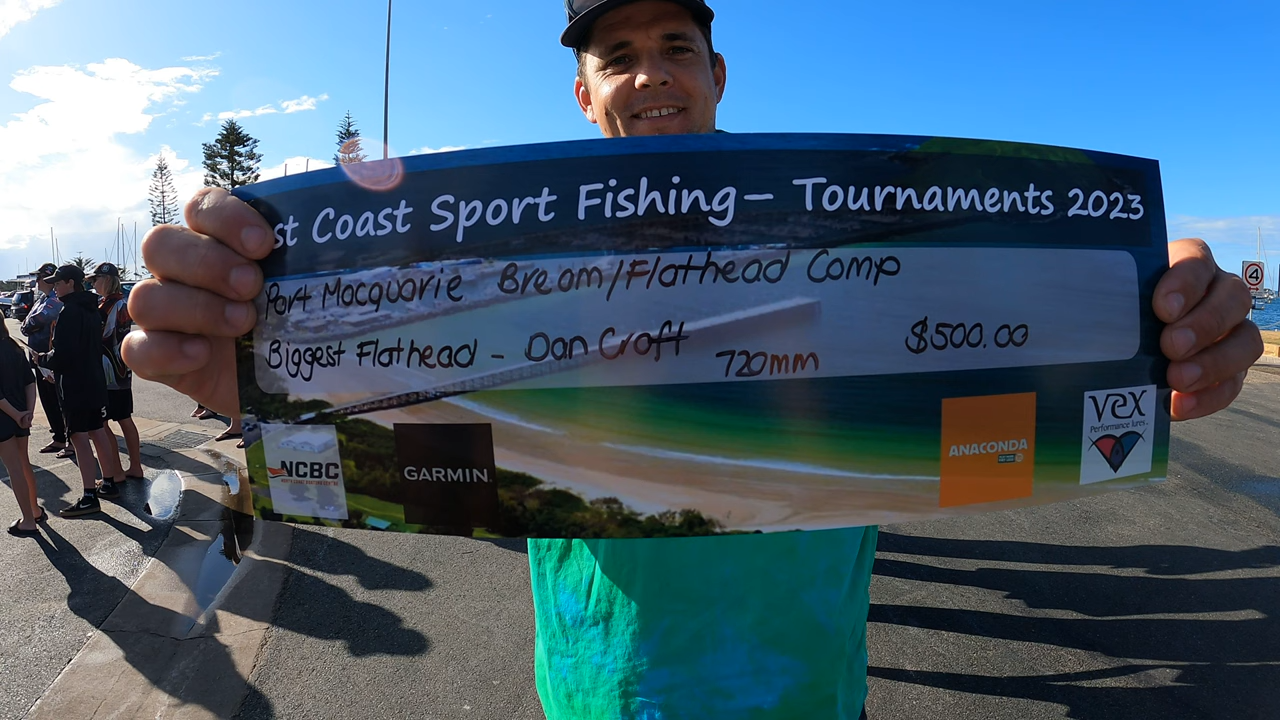 st Coast Sport Fishing – Tournaments 2023
Port Macquarie Bream/Flathead Comp
Biggest Flathead - Dan Croft 720mm $500.00
NCBC
GARMIN
ANACONDA
VEX
Performance lures
4